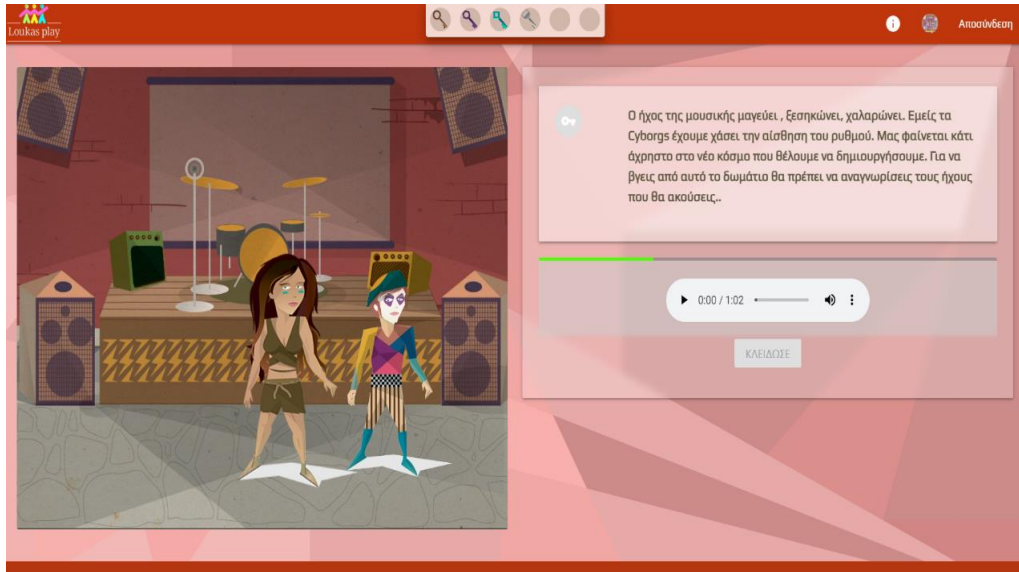 Loukas play
Αποσύνδεση
Ο ήχος της μουσικής μαγεύει , ξεσηκώνει, χαλαρώνει. Εμείς τα
Cyborgs έχουμε χάσει την αίσθηση του ρυθμού. Μας φαίνεται κάτι
άχρηστο στο νέο κόσμο που θέλουμε να δημιουργήσουμε. Για να
βγεις από αυτό το δωμάτιο θα πρέπει να αναγνωρίσεις τους ήχους
που θα ακούσεις..
0:00 / 1:02
ΚΛΕΙΔΩΣΕ